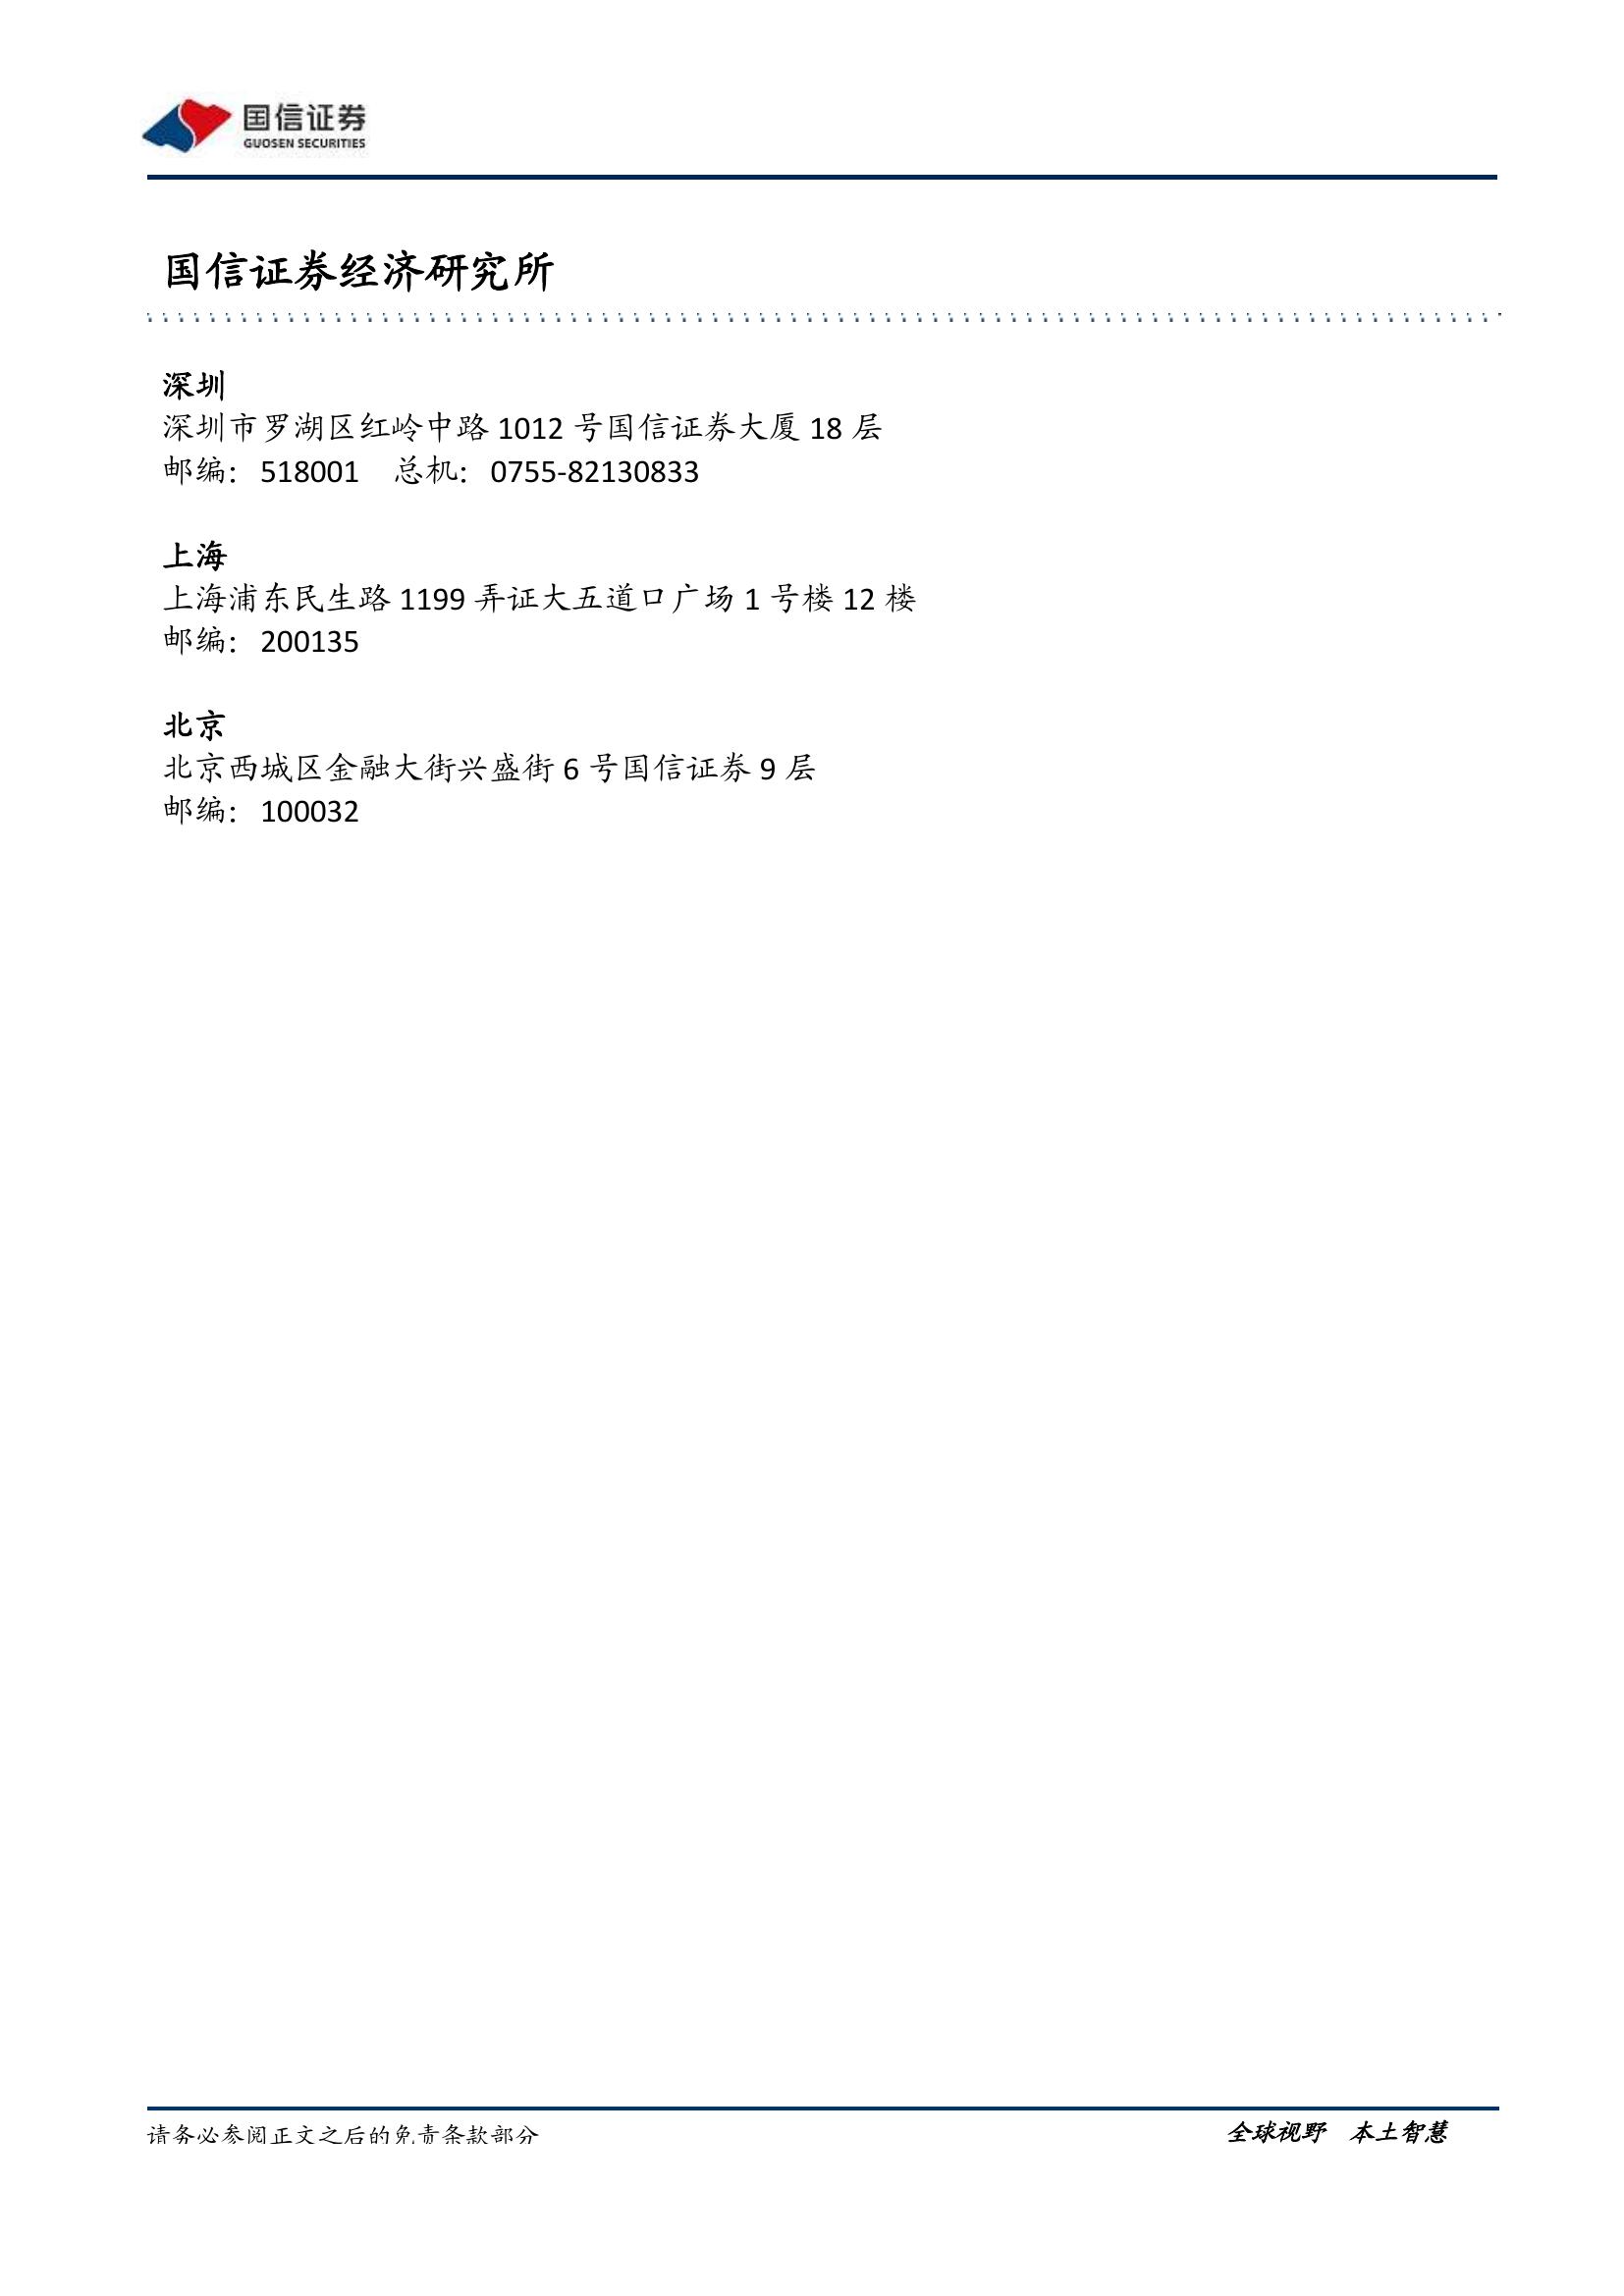 国信证券
GUOSEN SECURITIES
国信证券经济研究所
深圳
深圳市罗湖区红岭中路 1012 号国信证券大厦 18 层
邮编：518001 总机：0755-82130833
上海
上海浦东民生路 1199 弄证大五道口广场 1 号楼 12 楼
邮编：200135
北京
北京西城区金融大街兴盛街 6 号国信证券 9 层
邮编：100032
请务必参阅正文之后的免责条款部分
全球视野 本土智慧